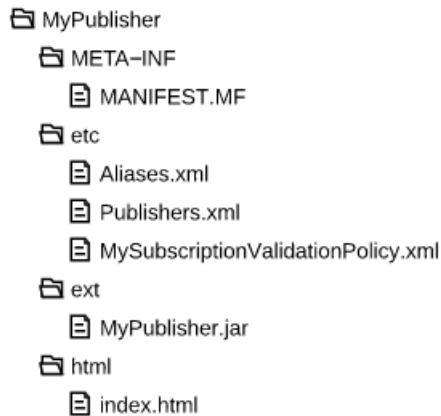 MyPublisher
META-INF
MANIFEST.MF
etc
Aliases.xml
Publishers.xml
MySubscriptionValidationPolicy.xml
ext
MyPublisher.jar
html
index.html